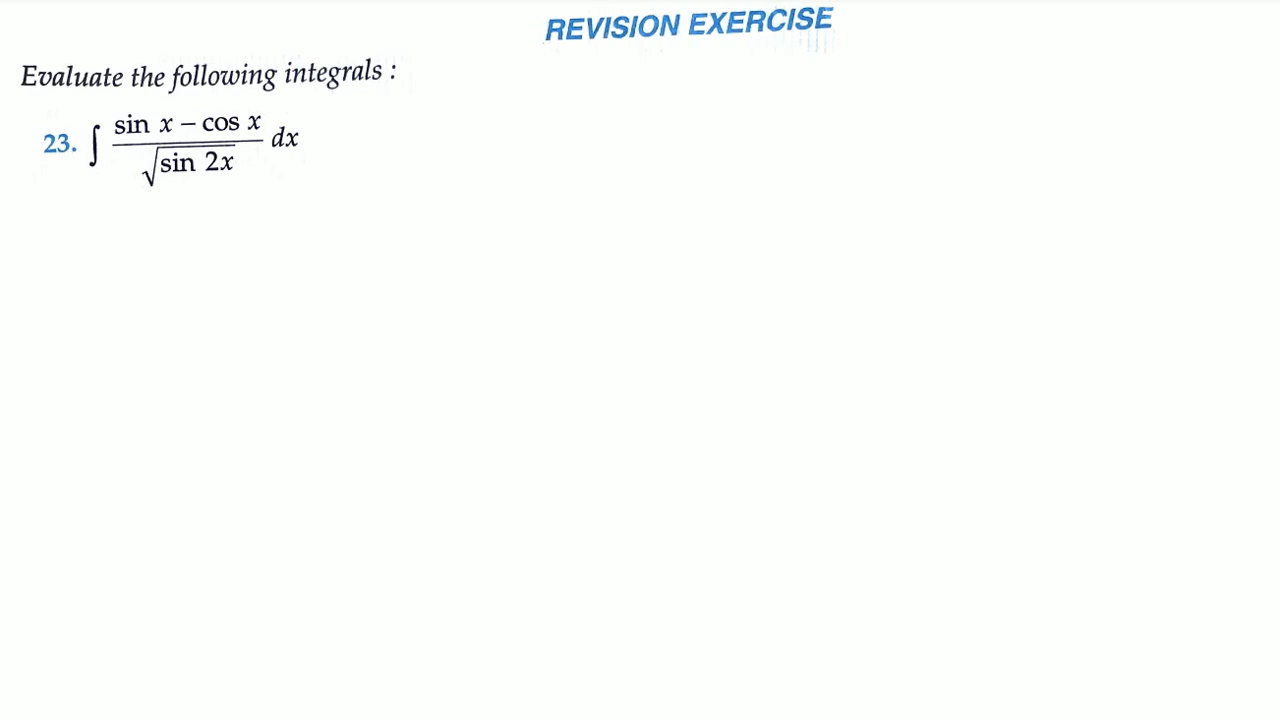 REVISION EXERCISE
Evaluate the following integrals :
23. ∫ (sin x − cos x)/√(sin 2x) dx